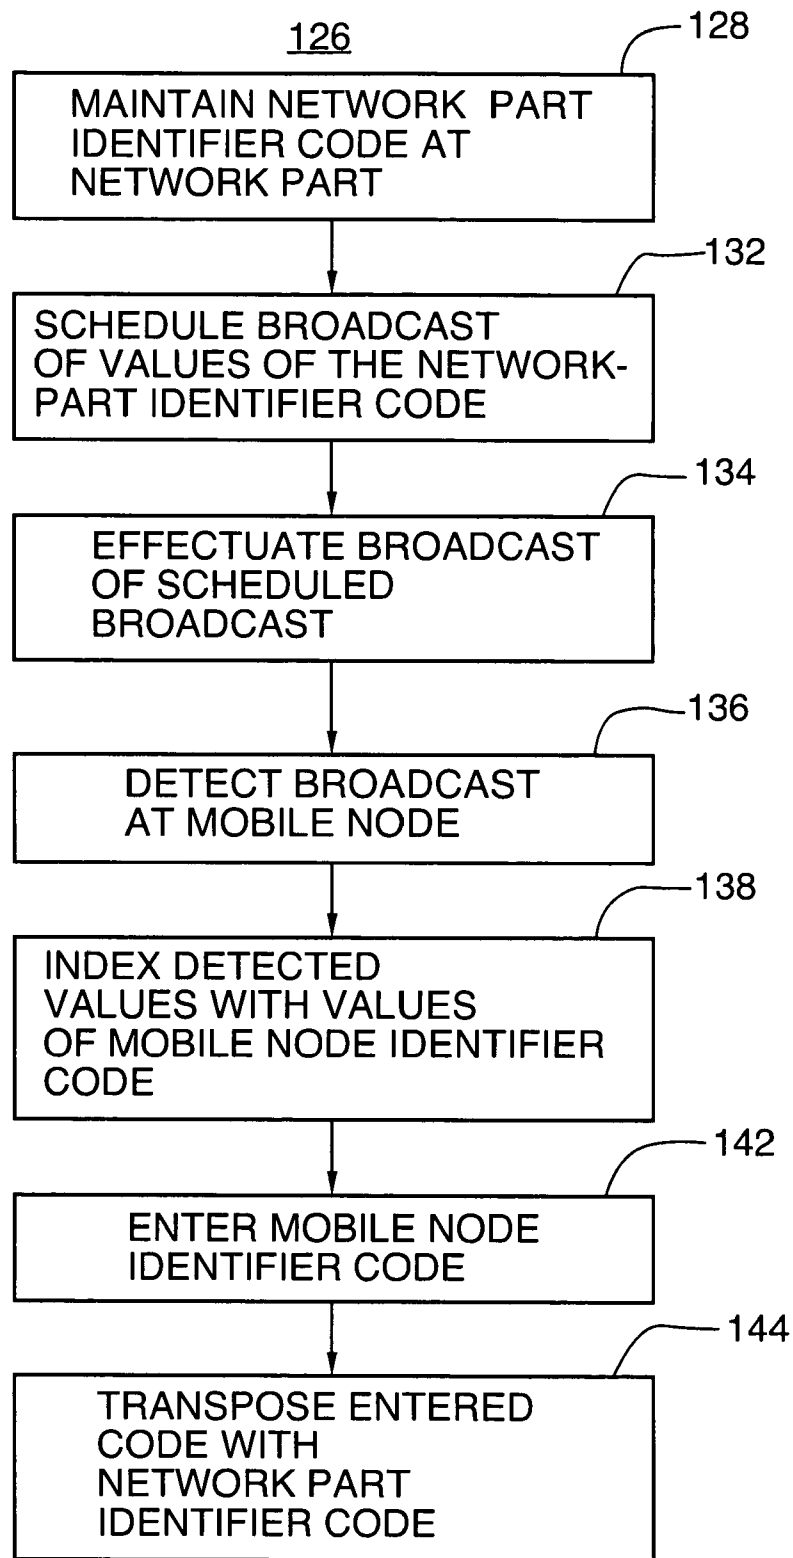 126
128
MAINTAIN NETWORK PART
IDENTIFIER CODE AT
NETWORK PART
132
SCHEDULE BROADCAST
OF VALUES OF THE NETWORK-
PART IDENTIFIER CODE
134
EFFECTUATE BROADCAST
OF SCHEDULED
BROADCAST
136
DETECT BROADCAST
AT MOBILE NODE
138
INDEX DETECTED
VALUES WITH VALUES
OF MOBILE NODE IDENTIFIER
CODE
142
ENTER MOBILE NODE
IDENTIFIER CODE
144
TRANSPOSE ENTERED
CODE WITH
NETWORK PART
IDENTIFIER CODE